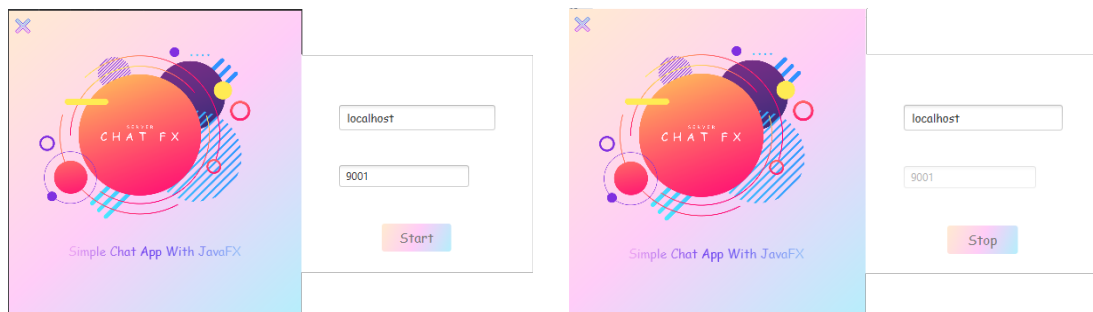 SERVER
CHAT FX
Simple Chat App With JavaFX
localhost
9001
Start
SERVER
CHAT FX
Simple Chat App With JavaFX
localhost
9001
Stop